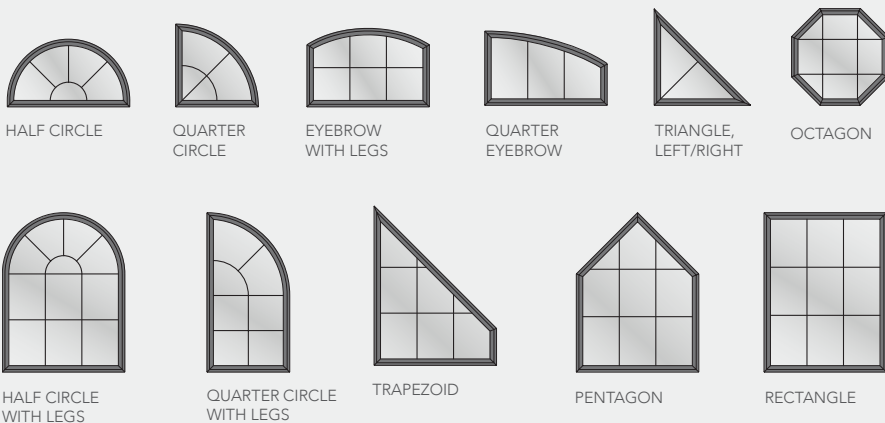 HALF CIRCLE
QUARTER
CIRCLE
EYEBROW
WITH LEGS
QUARTER
EYEBROW
TRIANGLE,
LEFT/RIGHT
OCTAGON
HALF CIRCLE
WITH LEGS
QUARTER CIRCLE
WITH LEGS
TRAPEZOID
PENTAGON
RECTANGLE